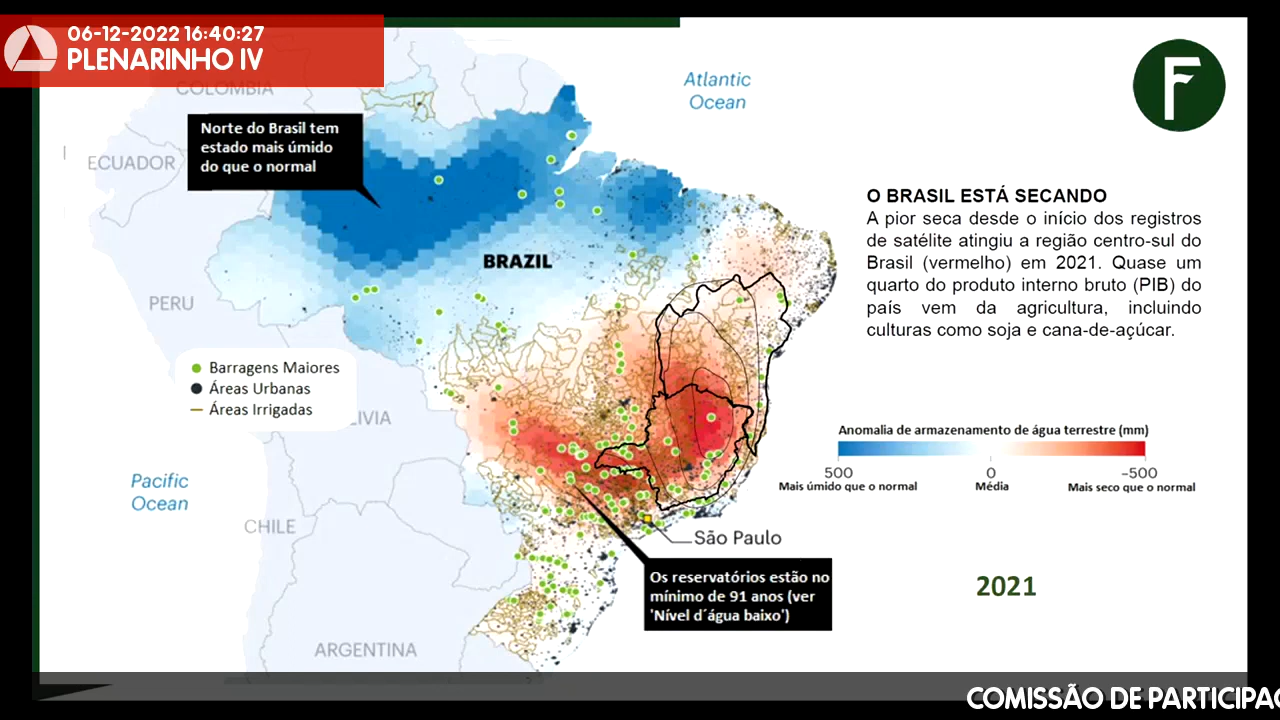 06-12-2022 16:40:27
PLENARINHO IV
Atlantic
Ocean
F
COLOMBIA
Norte do Brasil tem
estado mais úmido
do que o normal
ECUADOR
O BRASIL ESTÁ SECANDO
A pior seca desde o início dos registros
de satélite atingiu a região centro-sul do
Brasil (vermelho) em 2021. Quase um
quarto do produto interno bruto (PIB) do
país vem da agricultura, incluindo
culturas como soja e cana-de-açúcar.
BRAZIL
PERU
Barragens Maiores
Áreas Urbanas
Áreas Irrigadas
LIVIA
Anomalia de armazenamento de água terrestre (mm)
500 0 –500
Mais úmido que o normal Média Mais seco que o normal
Pacific
Ocean
CHILE
São Paulo
Os reservatórios estão no
mínimo de 91 anos (ver
'Nível d´água baixo')
2021
ARGENTINA
COMISSÃO DE PARTICIPAÇ